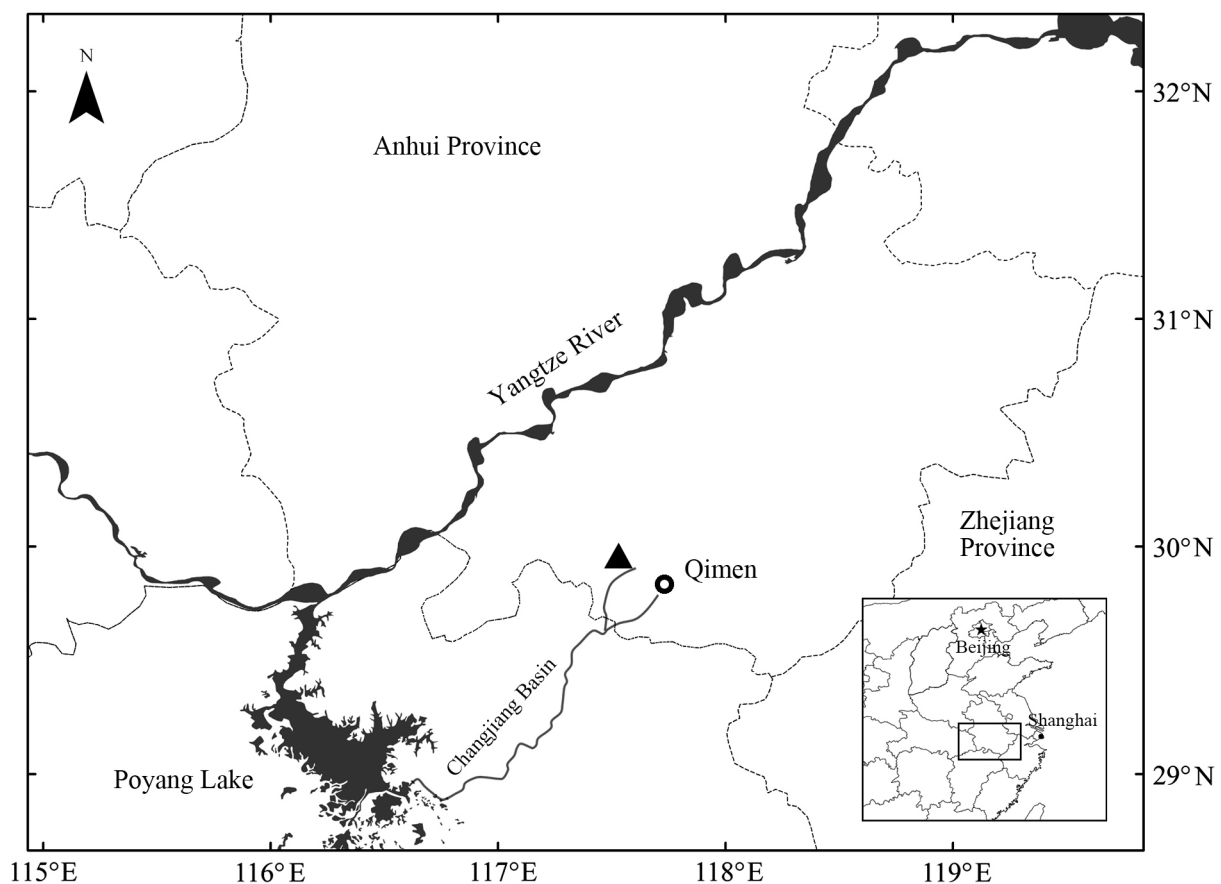 N
32°N
Anhui Province
31°N
Yangtze River
Zhejiang
Province
30°N
Qimen
Beijing
Shanghai
Changjiang Basin
Poyang Lake
29°N
115°E
116°E
117°E
118°E
119°E